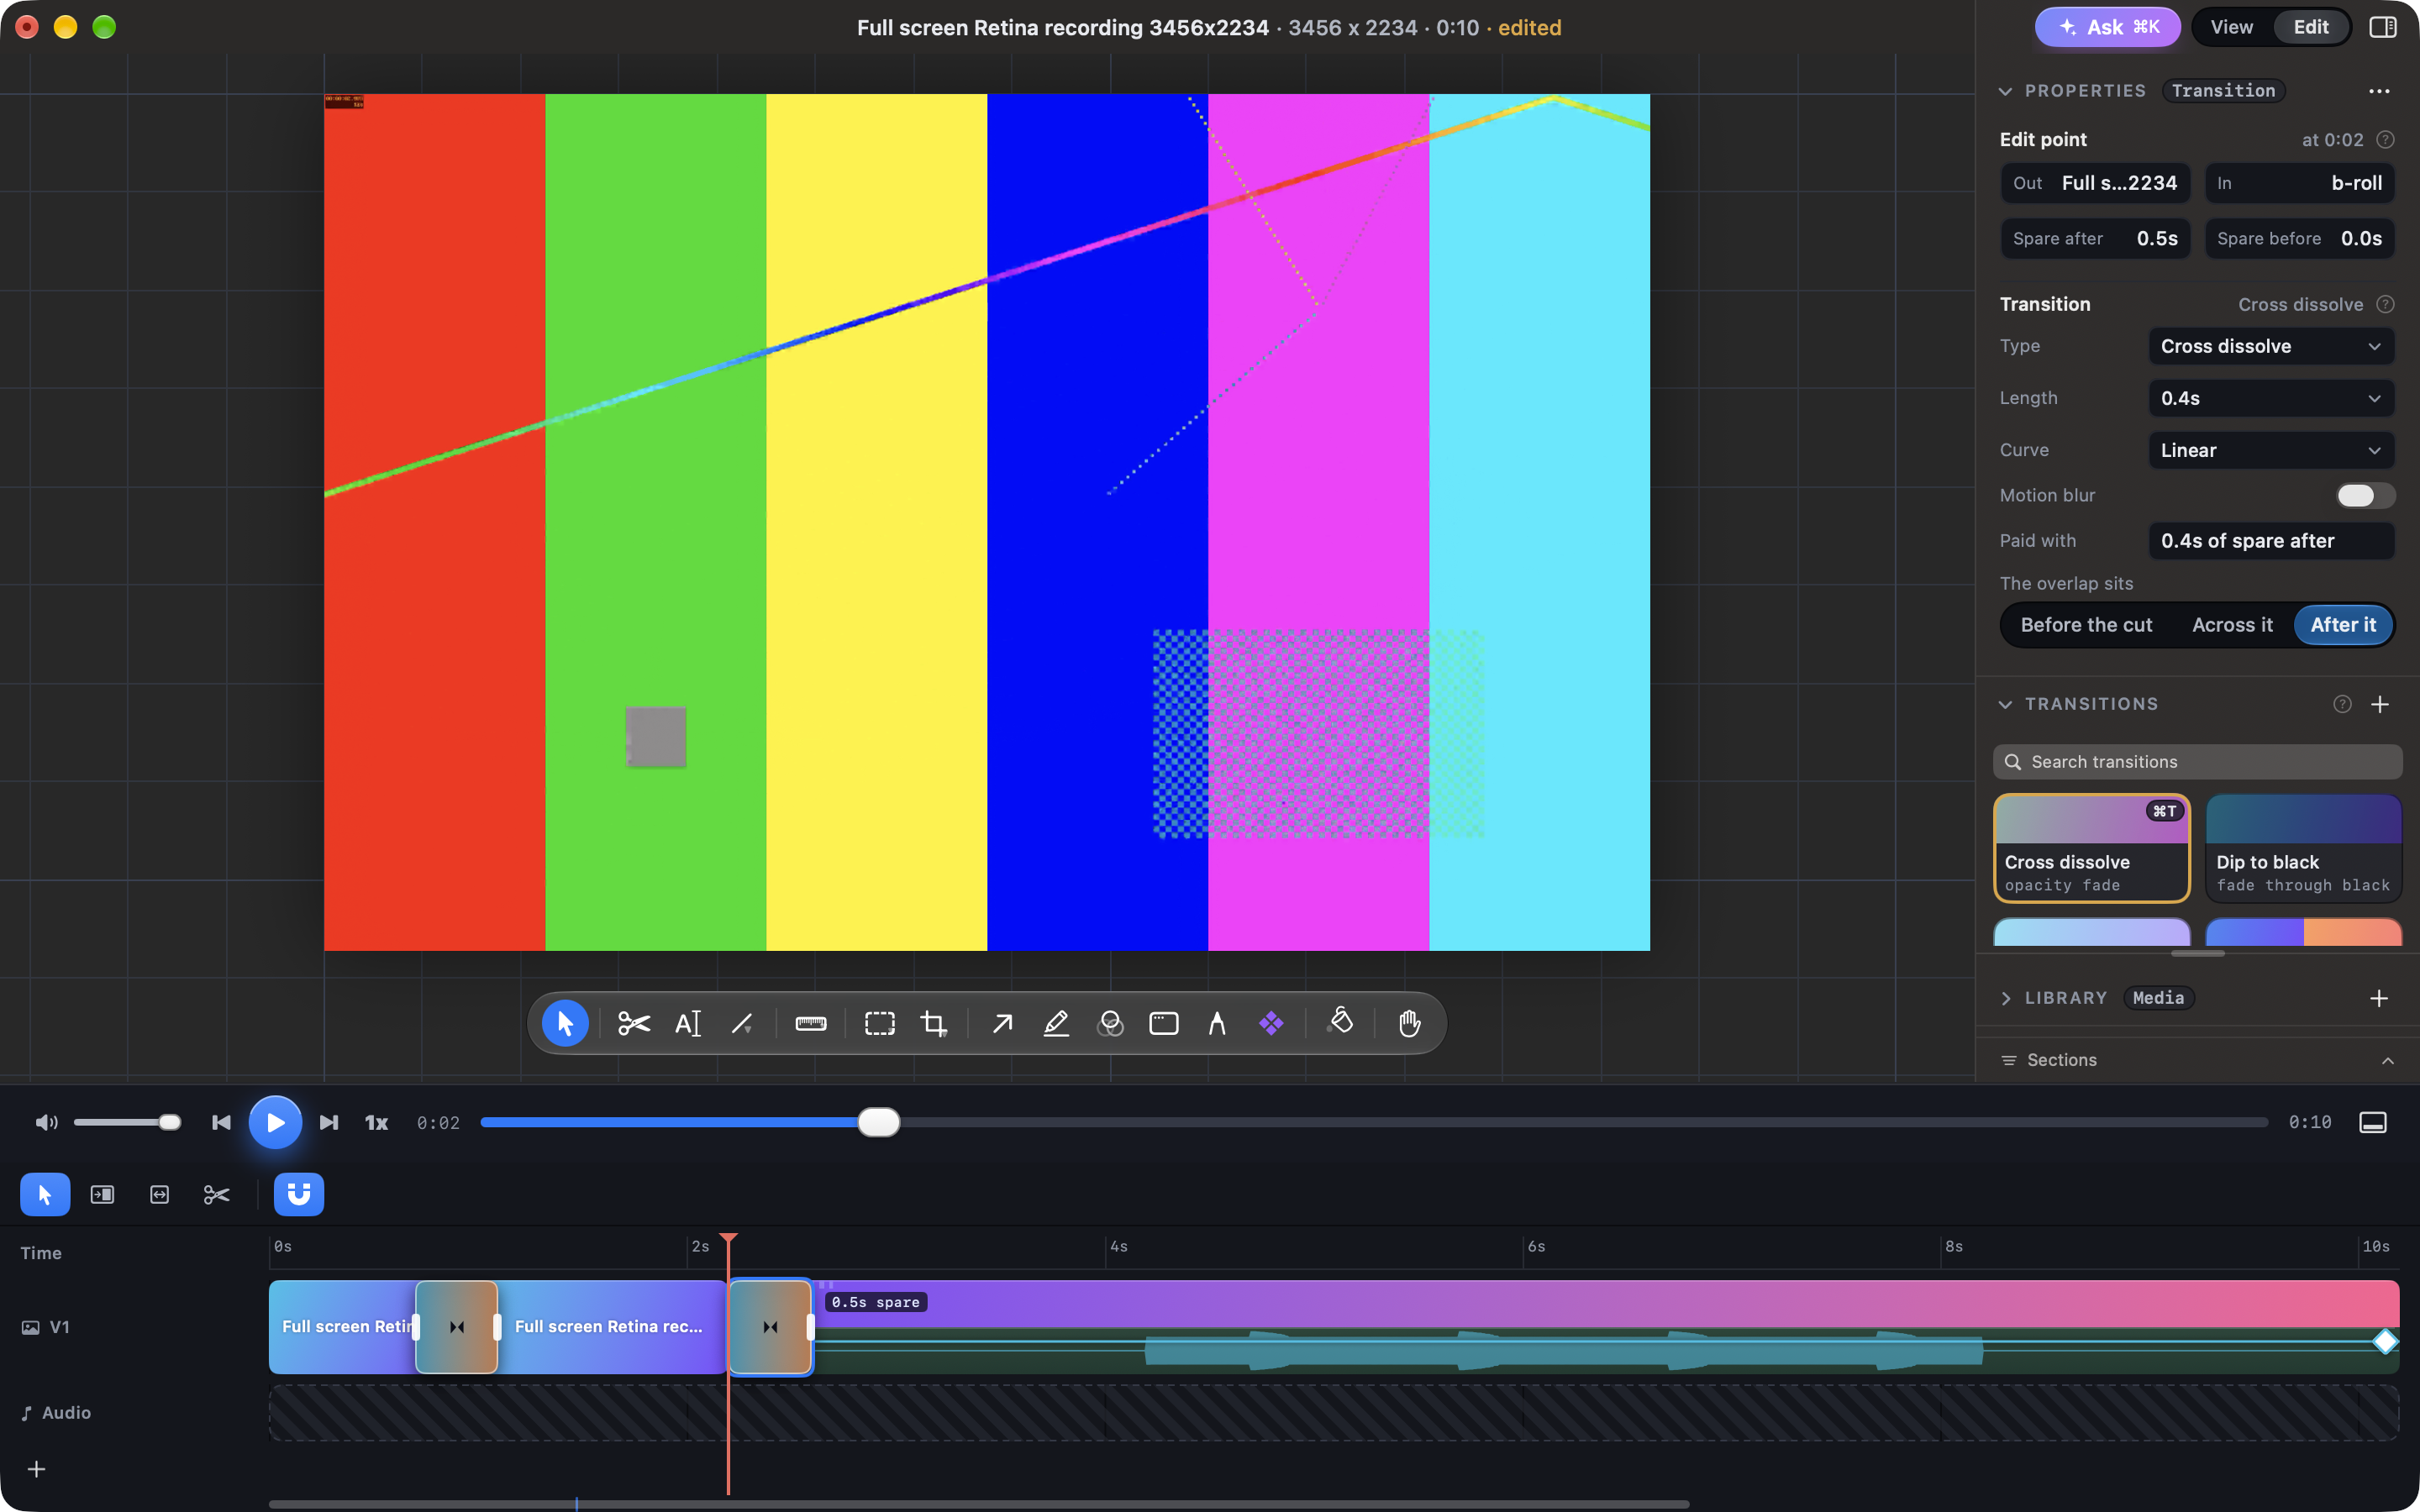 Full screen Retina recording 3456x2234 · 3456 x 2234 · 0:10 · edited
Ask ⌘K
View
Edit
PROPERTIES
Transition
Edit point
at 0:02
Out Full s...2234
In b-roll
Spare after 0.5s
Spare before 0.0s
Transition
Cross dissolve
Type
Cross dissolve
Length
0.4s
Curve
Linear
Motion blur
Paid with
0.4s of spare after
The overlap sits
Before the cut
Across it
After it
TRANSITIONS
Search transitions
⌘T
Cross dissolve
opacity fade
Dip to black
fade through black
LIBRARY
Media
Sections
1x
0:02
0:10
Time
0s
2s
4s
6s
8s
10s
V1
Full screen Retin
Full screen Retina rec...
0.5s spare
Audio